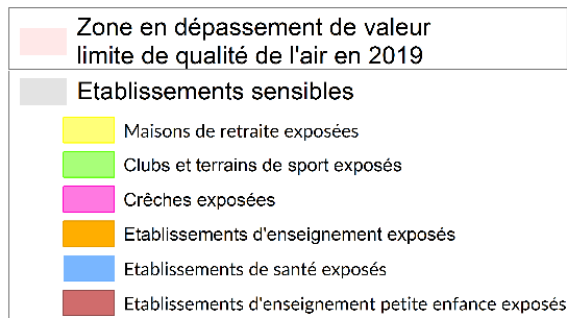 Zone en dépassement de valeur
limite de qualité de l'air en 2019
Etablissements sensibles
Maisons de retraite exposées
Clubs et terrains de sport exposés
Crêches exposées
Etablissements d'enseignement exposés
Etablissements de santé exposés
Etablissements d'enseignement petite enfance exposés